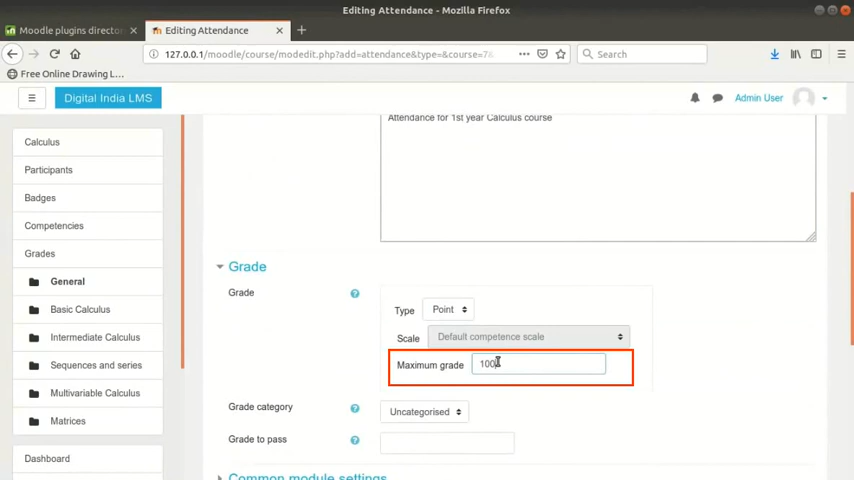 Editing Attendance - Mozilla Firefox
Moodle plugins director
Editing Attendance
127.0.0.1/moodle/course/modedit.php?add=attendance&type=&course=7&
Search
Free Online Drawing L...
Digital India LMS
Admin User
Calculus
Participants
Badges
Competencies
Grades
General
Basic Calculus
Intermediate Calculus
Sequences and series
Multivariable Calculus
Matrices
Dashboard
Attendance for 1st year Calculus course
Grade
Grade
Type Point
Scale Default competence scale
Maximum grade 100
Grade category Uncategorised
Grade to pass
Common module settings